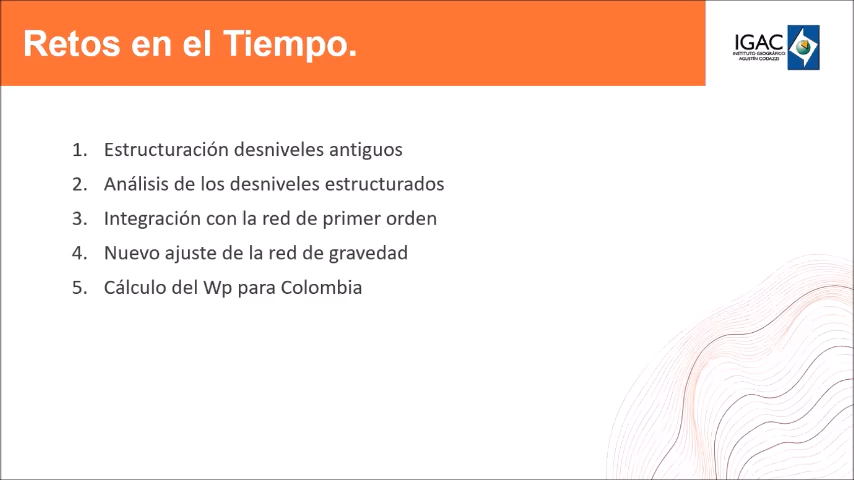 Retos en el Tiempo.
IGAC
INSTITUTO GEOGRÁFICO
AGUSTÍN CODAZZI
1. Estructuración desniveles antiguos
2. Análisis de los desniveles estructurados
3. Integración con la red de primer orden
4. Nuevo ajuste de la red de gravedad
5. Cálculo del Wp para Colombia